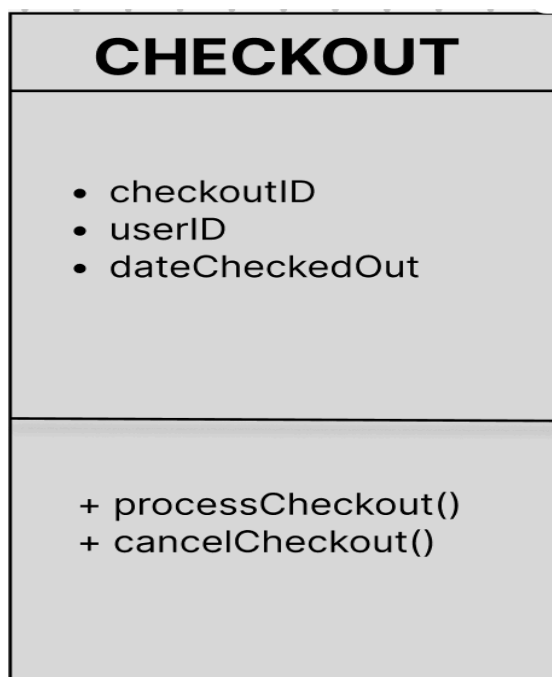 CHECKOUT
• checkoutID
• userID
• dateCheckedOut
+ processCheckout()
+ cancelCheckout()